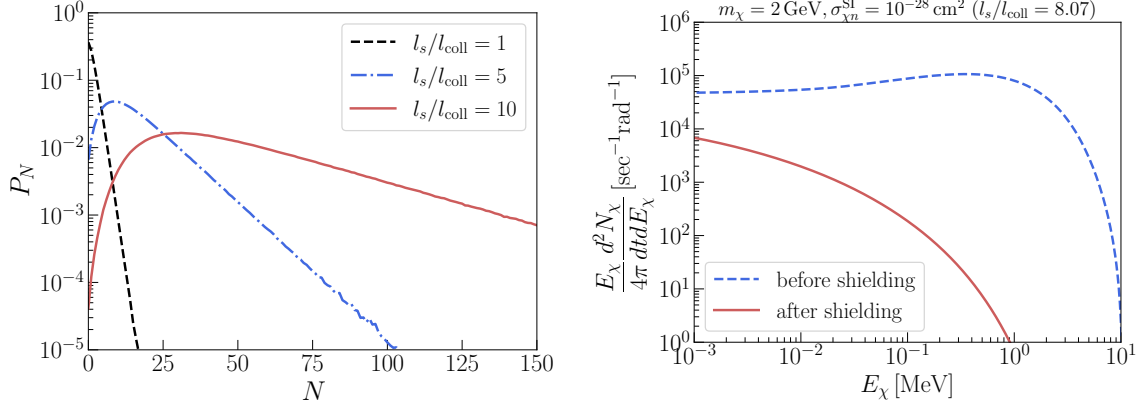 10^0
10^{-1}
10^{-2}
10^{-3}
10^{-4}
10^{-5}
P_N
l_s/l_coll = 1
l_s/l_coll = 5
l_s/l_coll = 10
0 25 50 75 100 125 150
N
m_χ = 2 GeV, σ_{χn}^{SI} = 10^{-28} cm^2 (l_s/l_coll = 8.07)
10^6
10^5
10^4
10^3
10^2
10^1
10^0
E_χ/4π d^2N_χ/dtdE_χ [sec^{-1}rad^{-1}]
before shielding
after shielding
10^{-3} 10^{-2} 10^{-1} 10^0 10^1
E_χ [MeV]